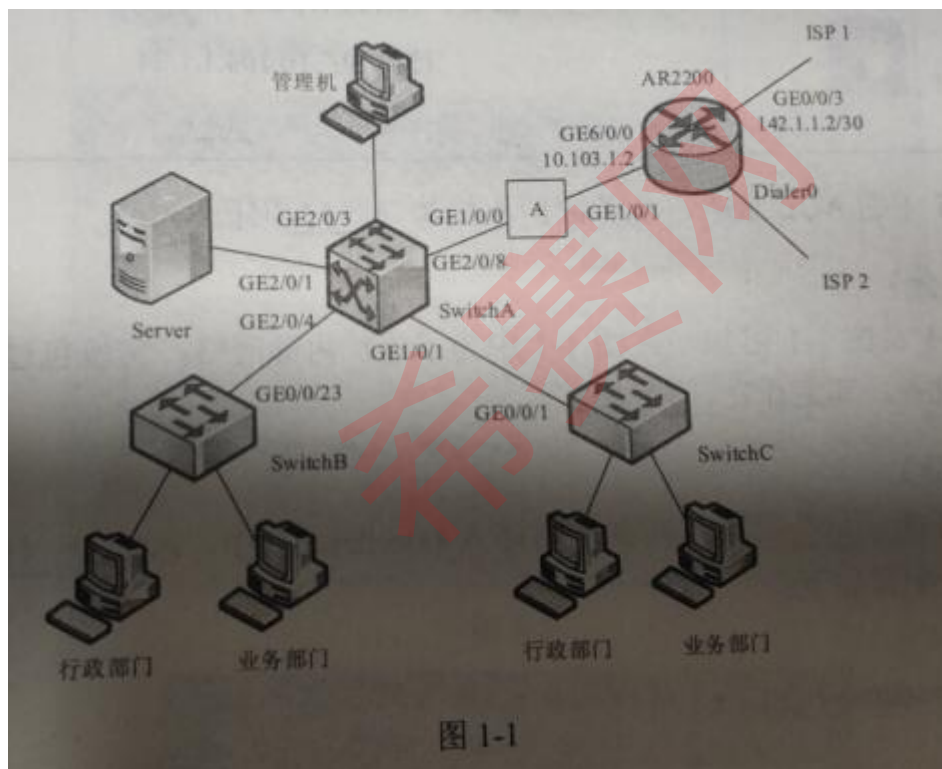 ISP 1
AR2200
管理机
GE0/0/3
142.1.1.2/30
GE6/0/0
10.103.1.2
Dialer0
GE2/0/3
GE1/0/0
A
GE1/0/1
GE2/0/8
ISP 2
GE2/0/1
SwitchA
Server
GE2/0/4
GE1/0/1
GE0/0/23
GE0/0/1
SwitchB
SwitchC
行政部门
业务部门
行政部门
业务部门
图 1-1
希赛网